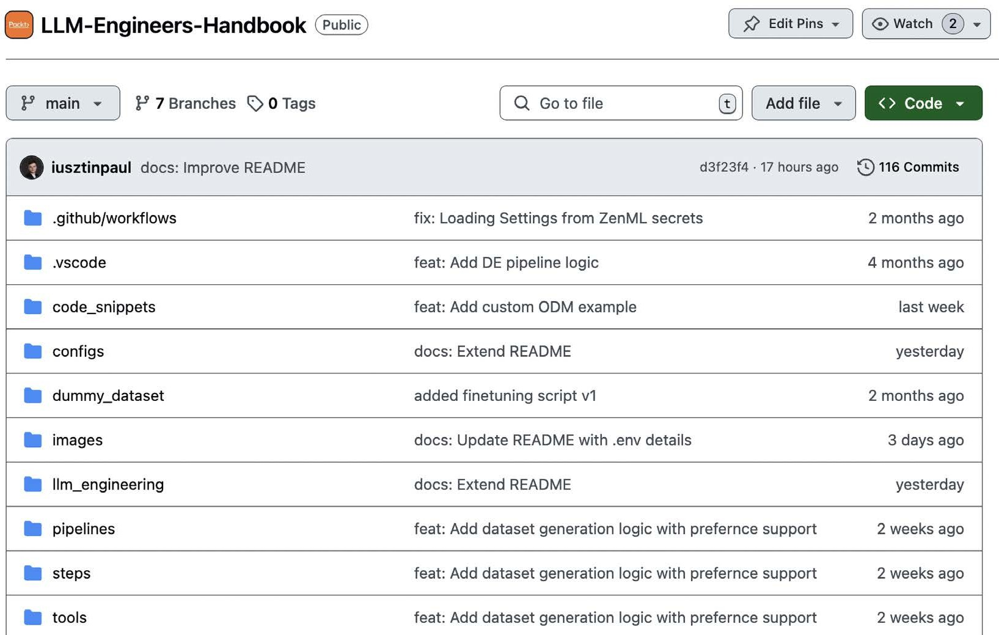 Packt>
LLM-Engineers-Handbook Public Edit Pins Watch 2
main 7 Branches 0 Tags Go to file t Add file Code
iusztinpaul docs: Improve README d3f23f4 · 17 hours ago 116 Commits
.github/workflows fix: Loading Settings from ZenML secrets 2 months ago
.vscode feat: Add DE pipeline logic 4 months ago
code_snippets feat: Add custom ODM example last week
configs docs: Extend README yesterday
dummy_dataset added finetuning script v1 2 months ago
images docs: Update README with .env details 3 days ago
llm_engineering docs: Extend README yesterday
pipelines feat: Add dataset generation logic with prefernce support 2 weeks ago
steps feat: Add dataset generation logic with prefernce support 2 weeks ago
tools feat: Add dataset generation logic with prefernce support 2 weeks ago